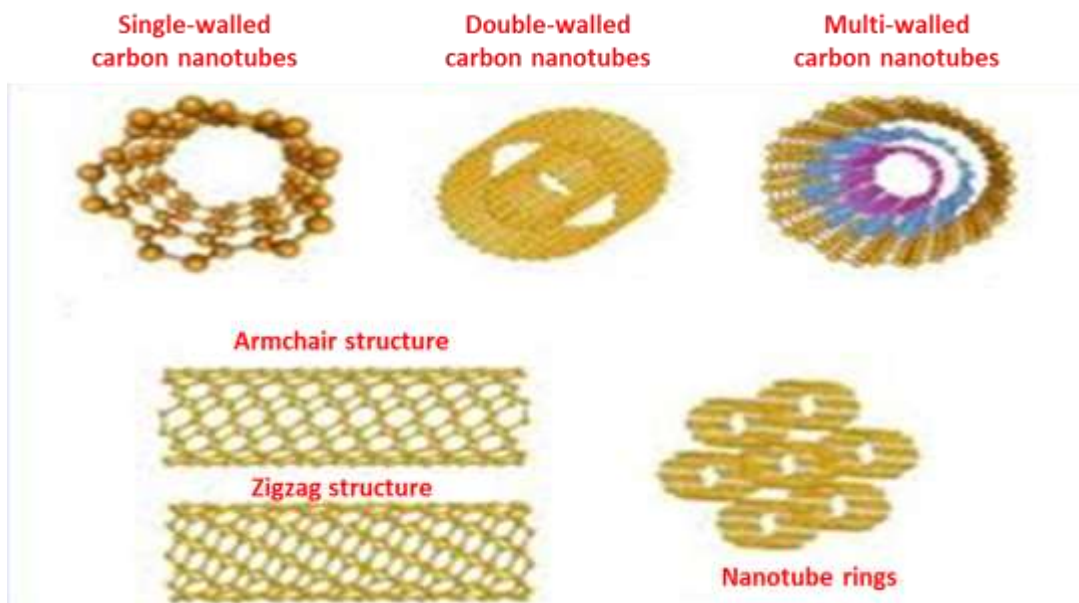 Single-walled
carbon nanotubes
Double-walled
carbon nanotubes
Multi-walled
carbon nanotubes
Armchair structure
Zigzag structure
Nanotube rings